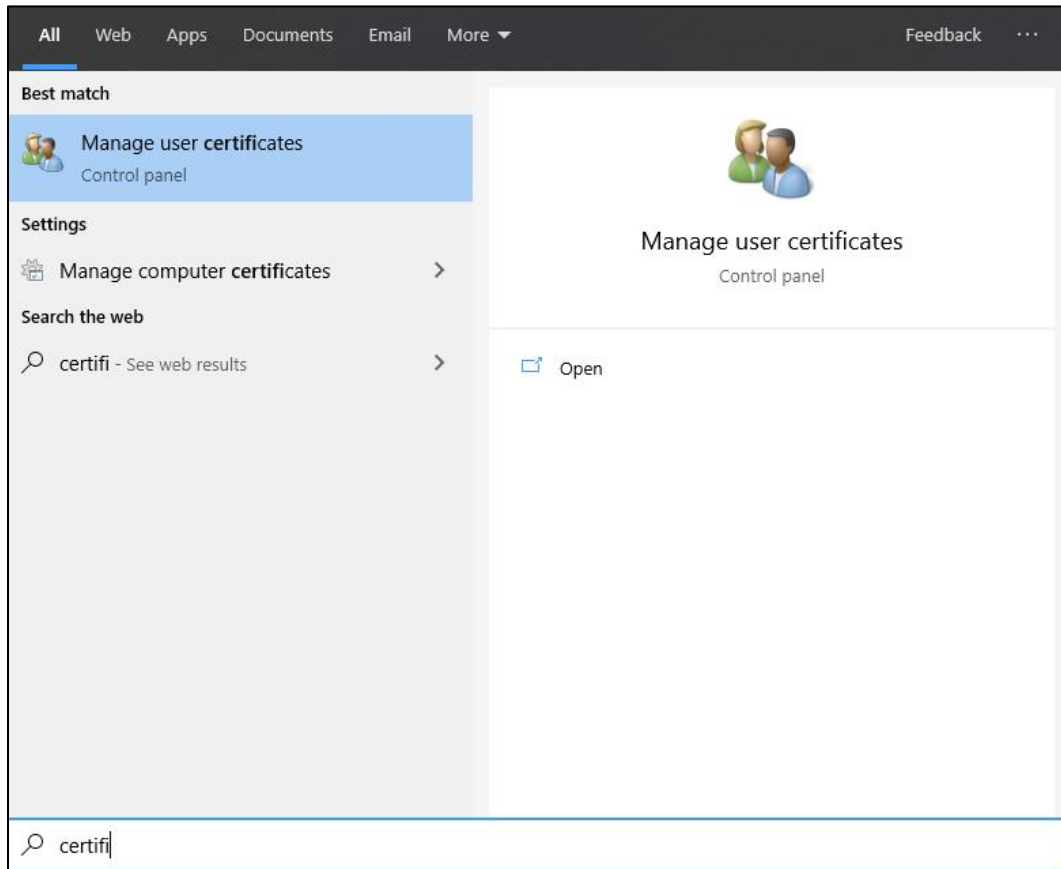 All Web Apps Documents Email More Feedback ...
Best match
Manage user certificates
Control panel
Settings
Manage computer certificates
Search the web
certifi - See web results
Manage user certificates
Control panel
Open
certifi